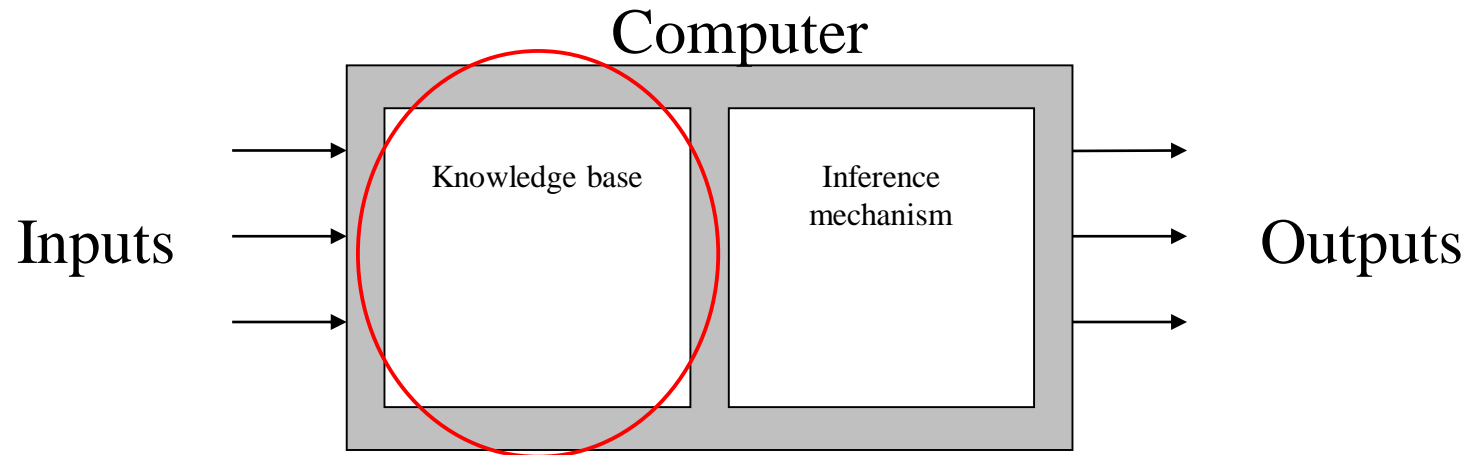 Computer
Knowledge base
Inference
mechanism
Inputs
Outputs